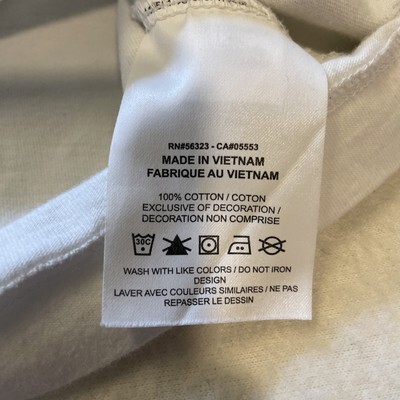 RN#56323 - CA#05553
MADE IN VIETNAM
FABRIQUE AU VIETNAM
100% COTTON / COTON
EXCLUSIVE OF DECORATION /
DECORATION NON COMPRISE
30C
WASH WITH LIKE COLORS / DO NOT IRON
DESIGN
LAVER AVEC COULEURS SIMILAIRES / NE PAS
REPASSER LE DESSIN